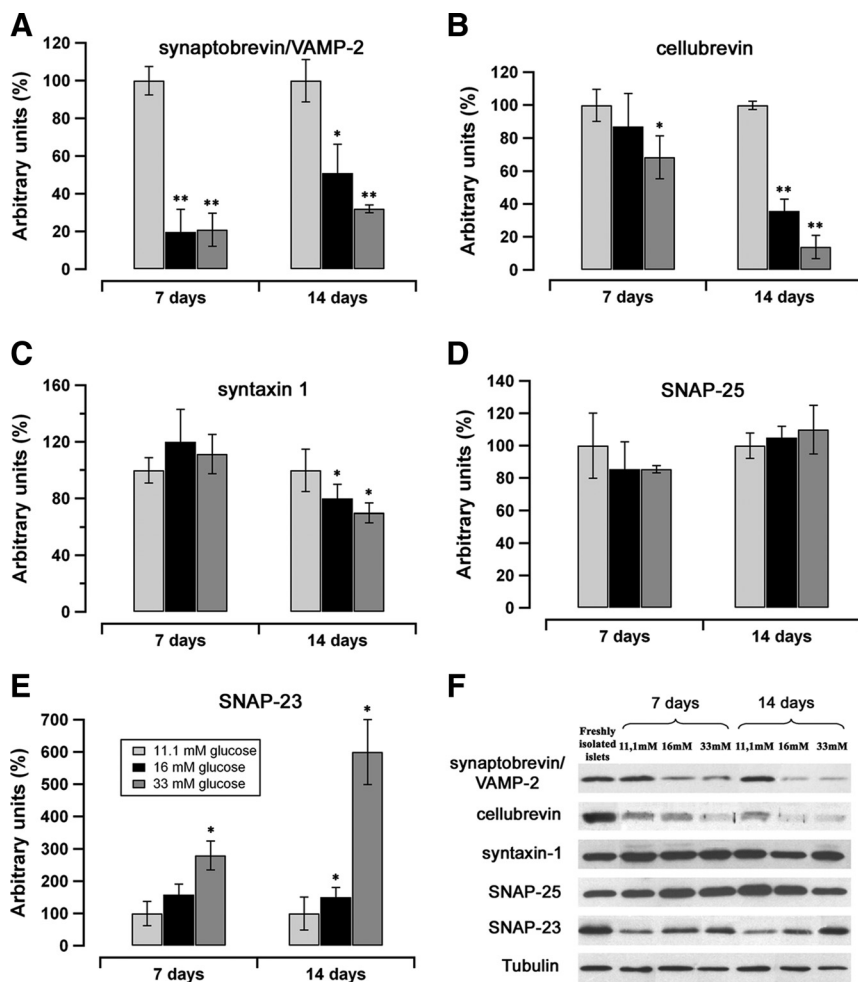 A
synaptobrevin/VAMP-2
Arbitrary units (%)
120
100
80
60
40
20
0
**
**
*
**
7 days
14 days
B
cellubrevin
Arbitrary units (%)
120
100
80
60
40
20
0
*
**
**
7 days
14 days
C
syntaxin 1
Arbitrary units (%)
160
120
80
40
0
*
*
7 days
14 days
D
SNAP-25
Arbitrary units (%)
140
120
100
80
60
40
20
0
7 days
14 days
E
SNAP-23
Arbitrary units (%)
700
600
500
400
300
200
100
0
11.1 mM glucose
16 mM glucose
33 mM glucose
*
*
*
7 days
14 days
F
7 days
14 days
Freshly
isolated
islets
11,1mM 16mM 33mM 11,1mM 16mM 33mM
synaptobrevin/
VAMP-2
cellubrevin
syntaxin-1
SNAP-25
SNAP-23
Tubulin